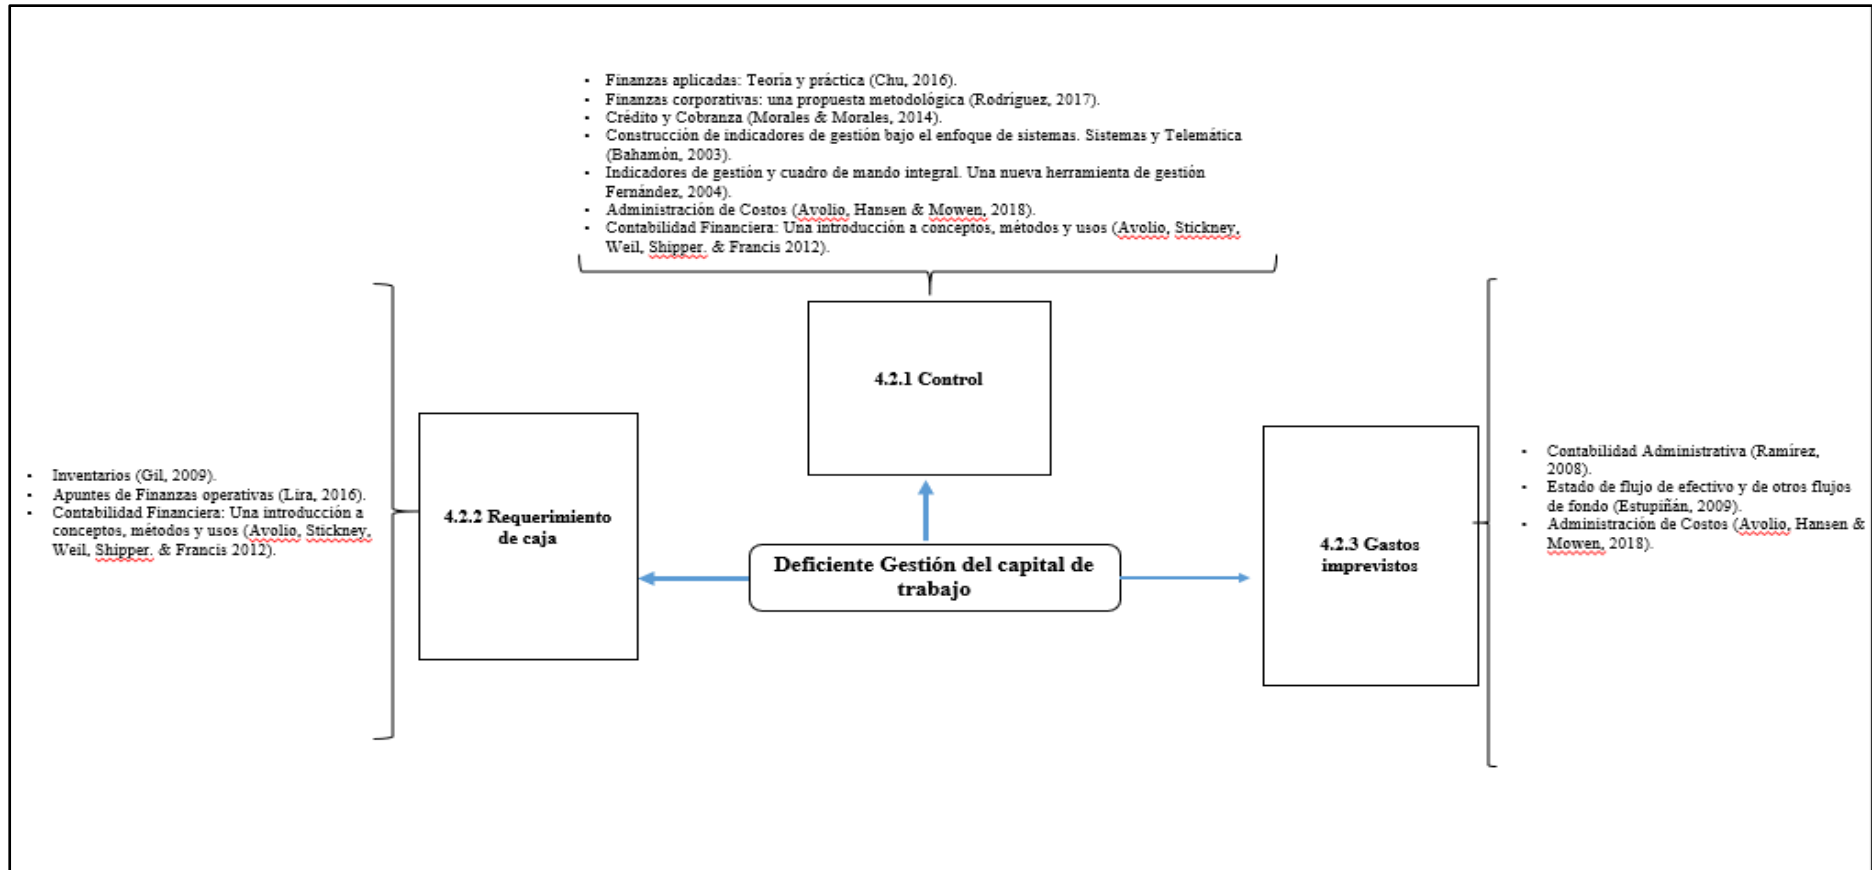 • Finanzas aplicadas: Teoría y práctica (Chu, 2016).
• Finanzas corporativas: una propuesta metodológica (Rodríguez, 2017).
• Crédito y Cobranza (Morales & Morales, 2014).
• Construcción de indicadores de gestión bajo el enfoque de sistemas. Sistemas y Telemática
(Bahamón, 2003).
• Indicadores de gestión y cuadro de mando integral. Una nueva herramienta de gestión
Fernández, 2004).
• Administración de Costos (Avolio, Hansen & Mowen, 2018).
• Contabilidad Financiera: Una introducción a conceptos, métodos y usos (Avolio, Stickney,
Weil, Shipper. & Francis 2012).
4.2.1 Control
• Inventarios (Gil, 2009).
• Apuntes de Finanzas operativas (Lira, 2016).
• Contabilidad Financiera: Una introducción a
conceptos, métodos y usos (Avolio, Stickney,
Weil, Shipper. & Francis 2012).
4.2.2 Requerimiento
de caja
Deficiente Gestión del capital de
trabajo
4.2.3 Gastos
imprevistos
• Contabilidad Administrativa (Ramírez,
2008).
• Estado de flujo de efectivo y de otros flujos
de fondo (Estupiñán, 2009).
• Administración de Costos (Avolio, Hansen &
Mowen, 2018).